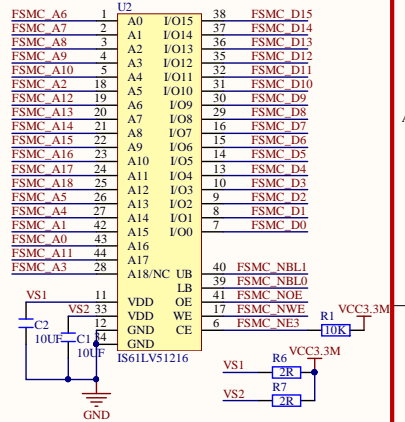 U2
FSMC_A6 1 A0 I/O15 38 FSMC_D15
FSMC_A7 2 A1 I/O14 37 FSMC_D14
FSMC_A8 3 A2 I/O13 36 FSMC_D13
FSMC_A9 4 A3 I/O12 35 FSMC_D12
FSMC_A10 5 A4 I/O11 32 FSMC_D11
FSMC_A2 18 A5 I/O10 31 FSMC_D10
FSMC_A12 19 A6 I/O9 30 FSMC_D9
FSMC_A13 20 A7 I/O8 29 FSMC_D8
FSMC_A14 21 A8 I/O7 16 FSMC_D7
FSMC_A15 22 A9 I/O6 15 FSMC_D6
FSMC_A16 23 A10 I/O5 14 FSMC_D5
FSMC_A17 24 A11 I/O4 13 FSMC_D4
FSMC_A18 25 A12 I/O3 10 FSMC_D3
FSMC_A5 26 A13 I/O2 9 FSMC_D2
FSMC_A4 27 A14 I/O1 8 FSMC_D1
FSMC_A1 42 A15 I/O0 7 FSMC_D0
FSMC_A0 43 A16
FSMC_A11 44 A17
FSMC_A3 28 A18/NC UB 40 FSMC_NBL1
LB 39 FSMC_NBL0
VS1 11 VDD OE 41 FSMC_NOE
VS2 33 VDD WE 17 FSMC_NWE
12 GND CE 6 FSMC_NE3 R1 VCC3.3M
10K
C2 C1 GND
10UF 10UF
IS61LV51216
VCC3.3M
VS1 R6
2R
VS2 R7
2R
GND